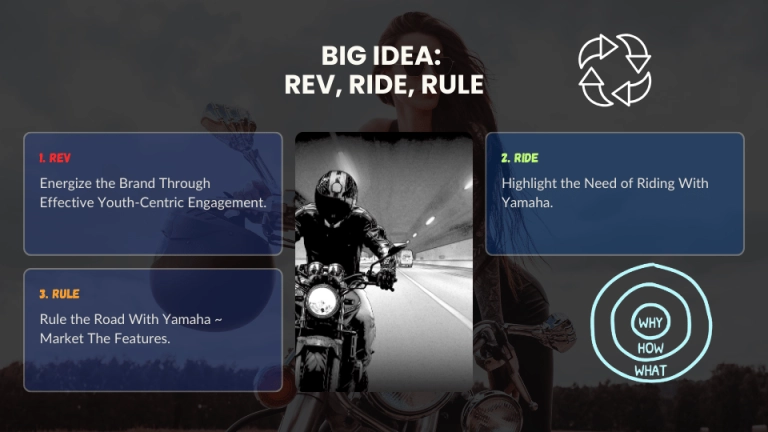 BIG IDEA:
REV, RIDE, RULE
1. REV
Energize the Brand Through
Effective Youth-Centric Engagement.
2. RIDE
Highlight the Need of Riding With
Yamaha.
3. RULE
Rule the Road With Yamaha ~
Market The Features.
WHY
HOW
WHAT